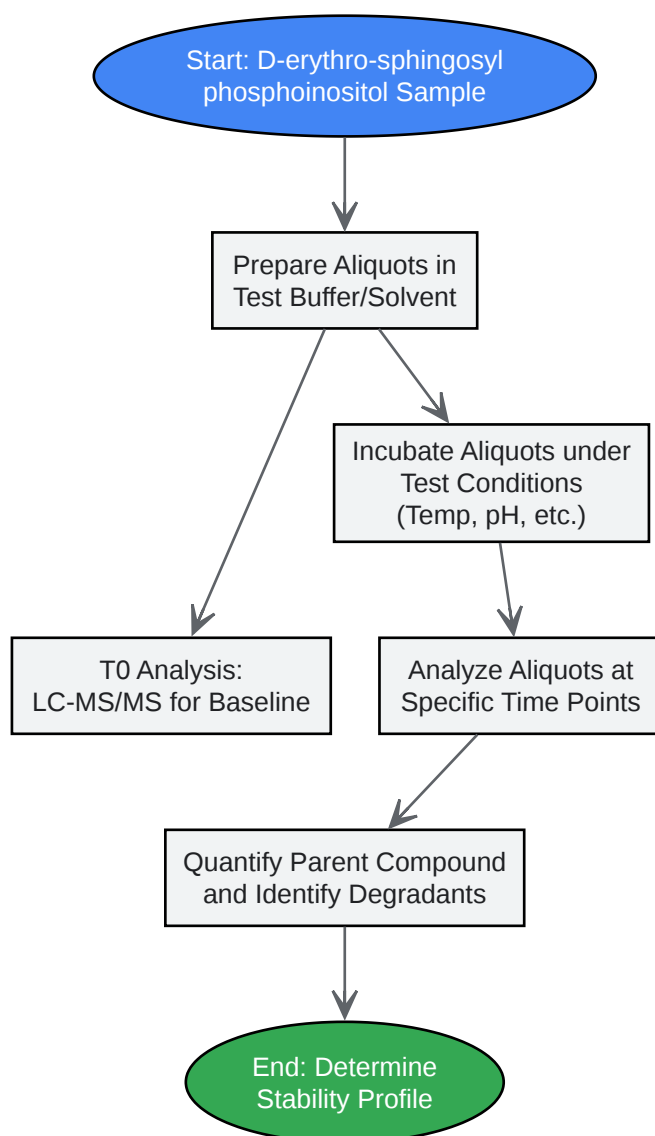 Start: D-erythro-sphingosyl
phosphoinositol Sample
Prepare Aliquots in
Test Buffer/Solvent
Incubate Aliquots under
Test Conditions
(Temp, pH, etc.)
T0 Analysis:
LC-MS/MS for Baseline
Analyze Aliquots at
Specific Time Points
Quantify Parent Compound
and Identify Degradants
End: Determine
Stability Profile